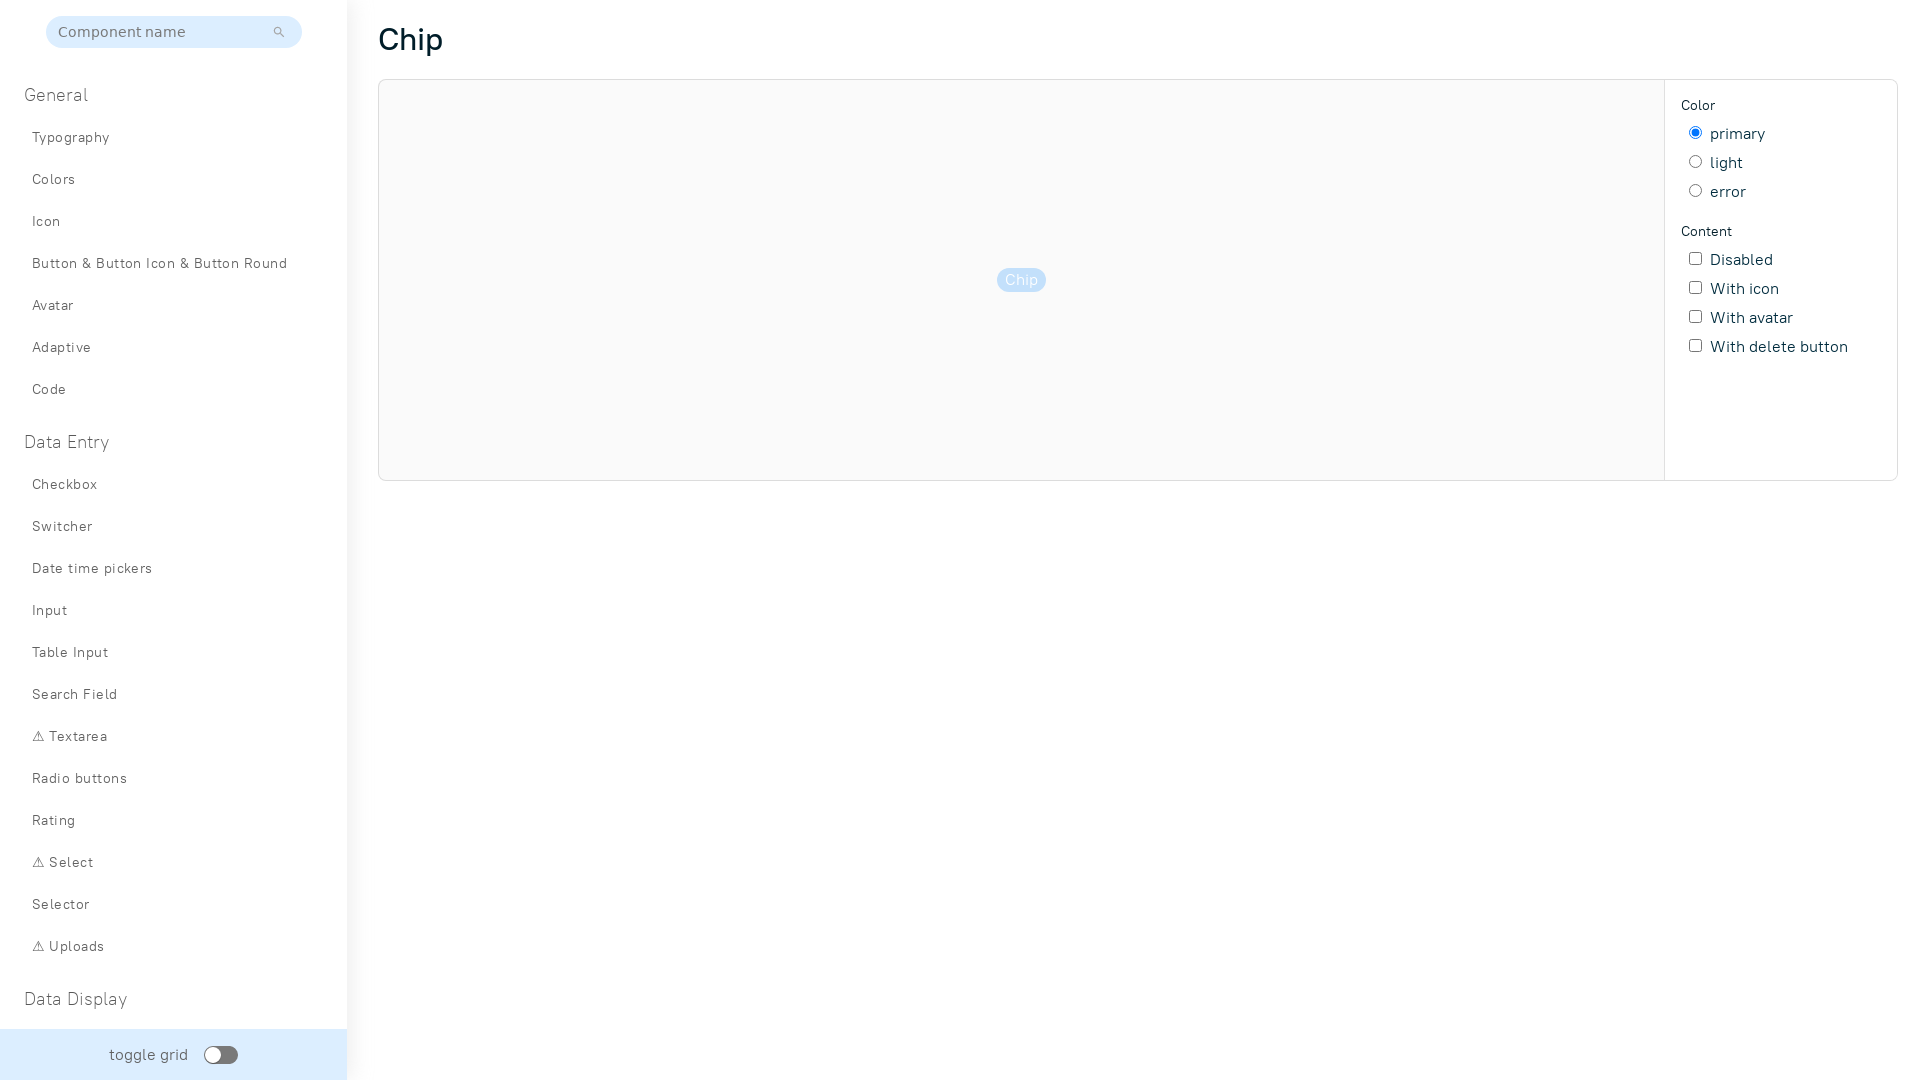 Component name
General
Typography
Colors
Icon
Button & Button Icon & Button Round
Avatar
Adaptive
Code
Data Entry
Checkbox
Switcher
Date time pickers
Input
Table Input
Search Field
⚠ Textarea
Radio buttons
Rating
⚠ Select
Selector
⚠ Uploads
Data Display
toggle grid
Chip
Chip
Color
primary
light
error
Content
Disabled
With icon
With avatar
With delete button